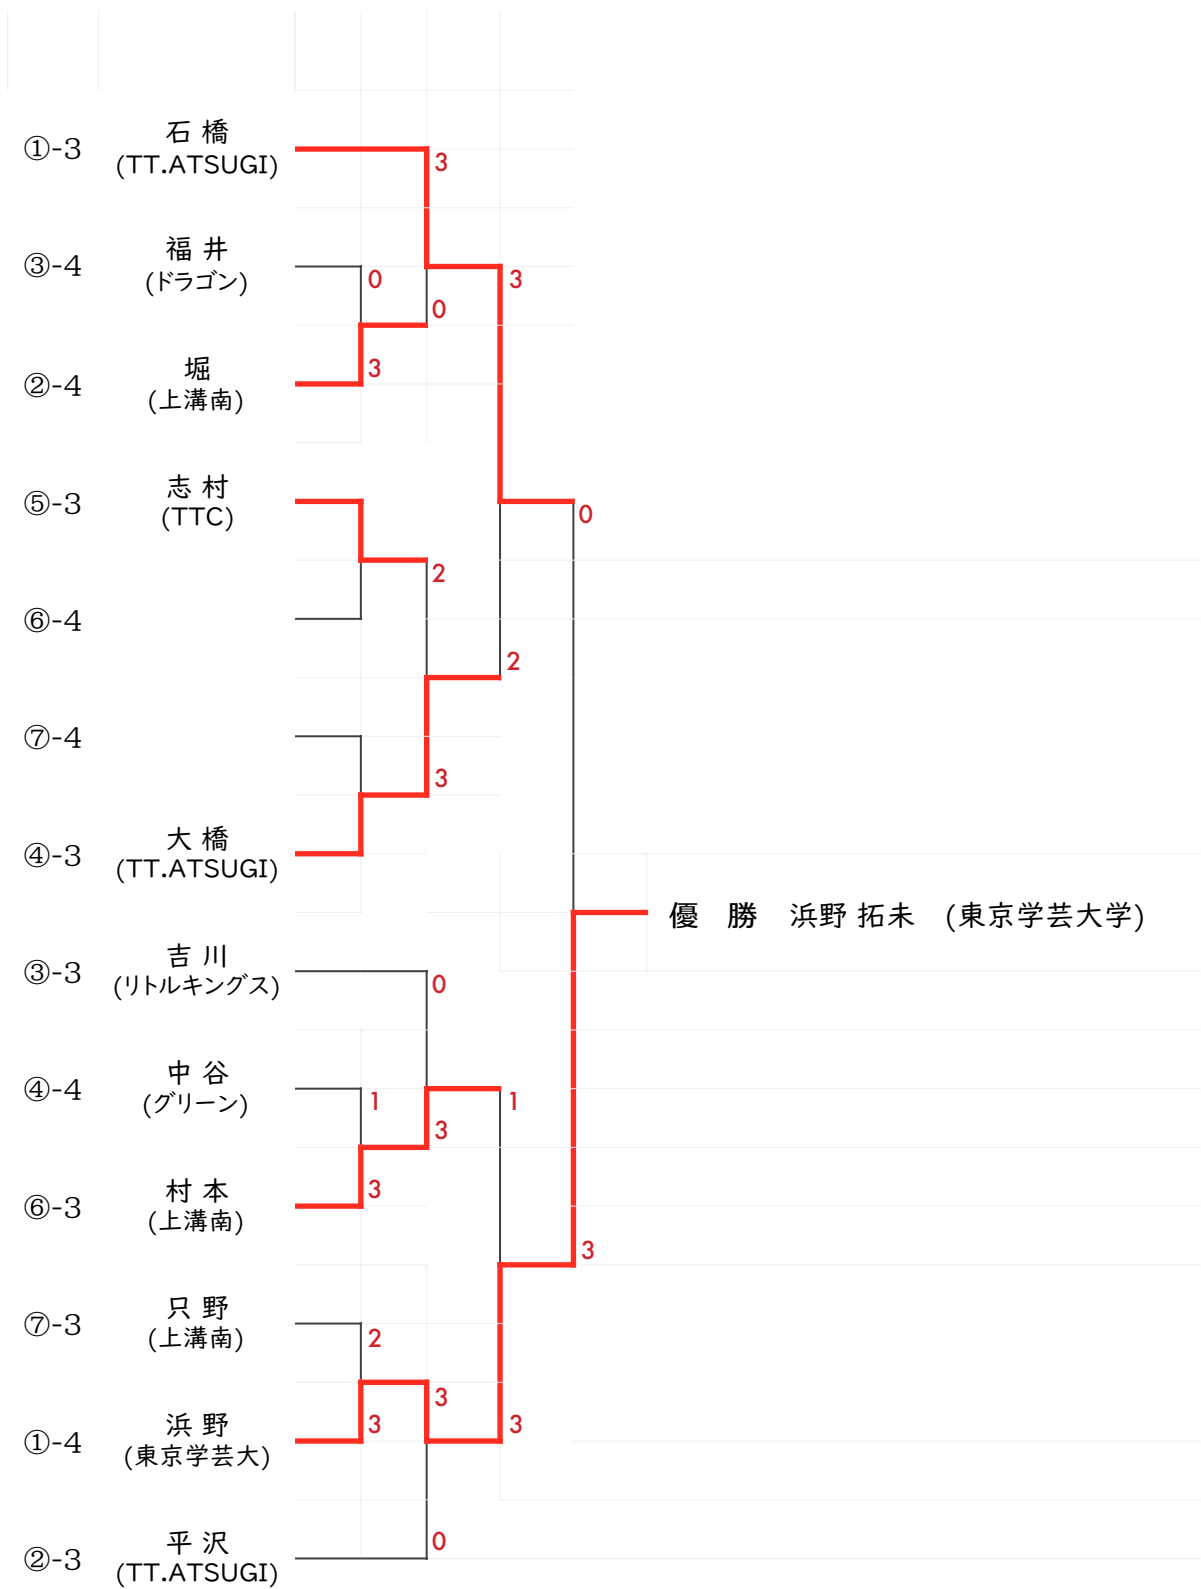 ①-3
石 橋
(TT.ATSUGI)
3
③-4
福 井
(ドラゴン)
0
3
0
②-4
堀
(上溝南)
3
⑤-3
志 村
(TTC)
0
2
⑥-4
2
⑦-4
3
④-3
大 橋
(TT.ATSUGI)
優 勝 浜野 拓未 (東京学芸大学)
③-3
吉 川
(リトルキングス)
0
④-4
中 谷
(グリーン)
1
1
3
⑥-3
村 本
(上溝南)
3
3
⑦-3
只 野
(上溝南)
2
3
①-4
浜 野
(東京学芸大)
3
3
②-3
平 沢
(TT.ATSUGI)
0